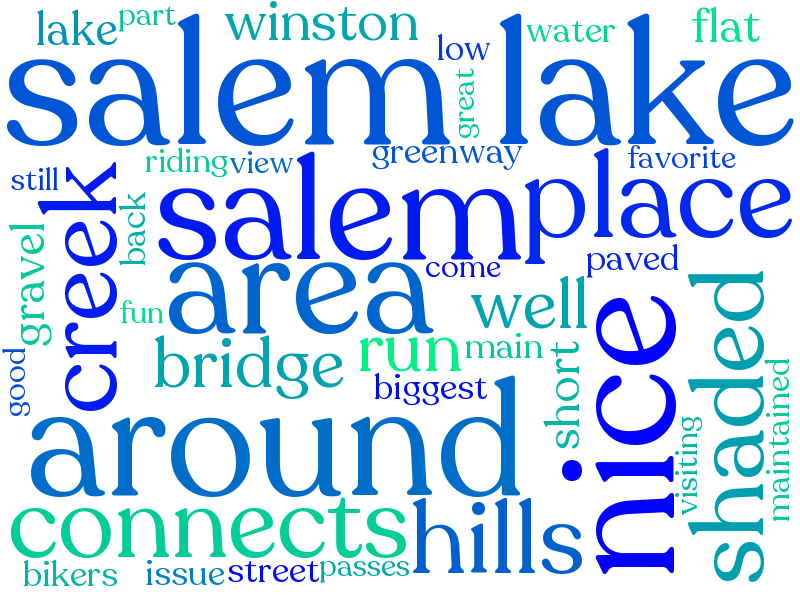 lake part winston low water flat
salem lake
great
still riding view greenway favorite
creek back salem place
gravel area come paved
fun well
good bridge run main
biggest short nice shaded
around visiting maintained
connects hills
bikers issue street passes